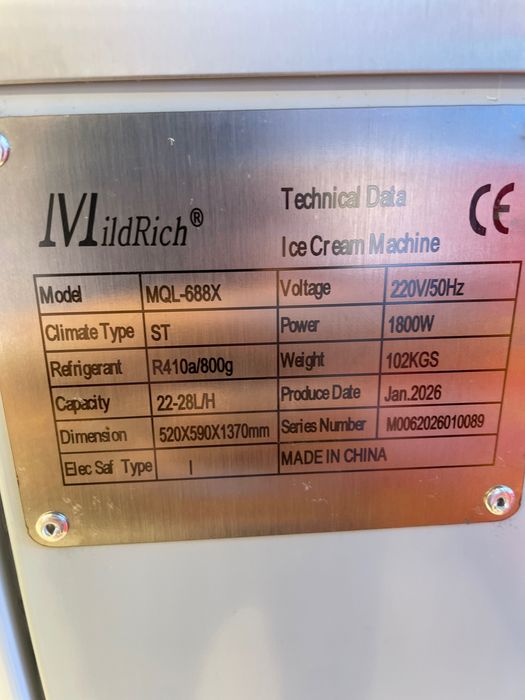 MildRich®
Technical Data
Ice Cream Machine
CE
Model MQL-688X Voltage 220V/50Hz
Climate Type ST Power 1800W
Refrigerant R410a/800g Weight 102KGS
Capacity 22-28L/H Produce Date Jan.2026
Dimension 520X590X1370mm Series Number M0062026010089
Elec Saf Type I MADE IN CHINA